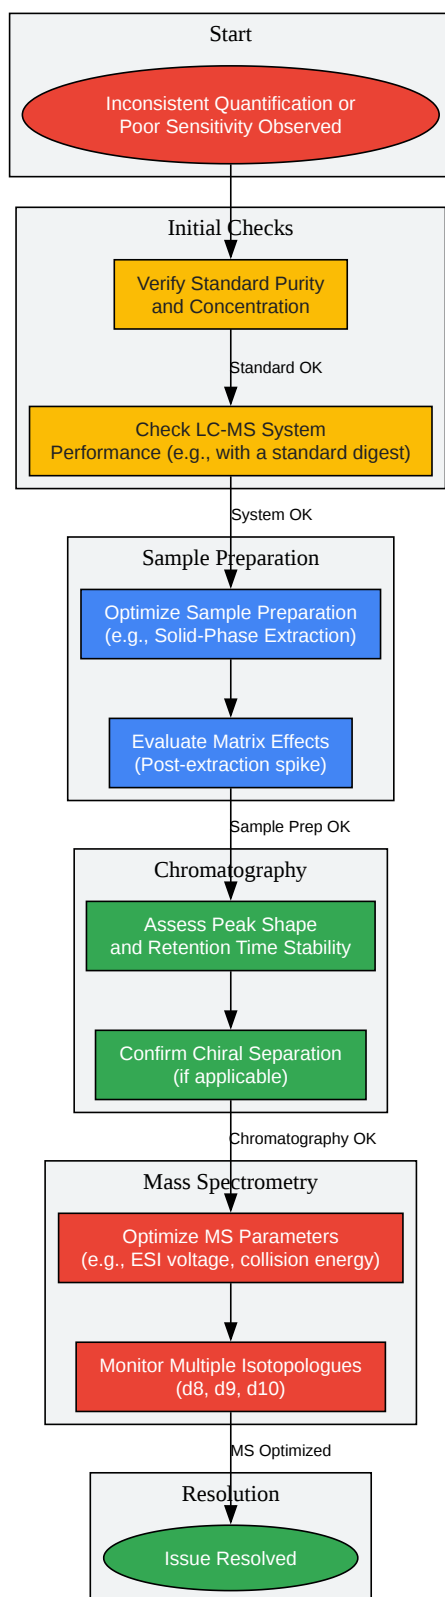 Start
Inconsistent Quantification or
Poor Sensitivity Observed
Initial Checks
Verify Standard Purity
and Concentration
Standard OK
Check LC-MS System
Performance (e.g., with a standard digest)
System OK
Sample Preparation
Optimize Sample Preparation
(e.g., Solid-Phase Extraction)
Evaluate Matrix Effects
(Post-extraction spike)
Sample Prep OK
Chromatography
Assess Peak Shape
and Retention Time Stability
Confirm Chiral Separation
(if applicable)
Chromatography OK
Mass Spectrometry
Optimize MS Parameters
(e.g., ESI voltage, collision energy)
Monitor Multiple Isotopologues
(d8, d9, d10)
MS Optimized
Resolution
Issue Resolved